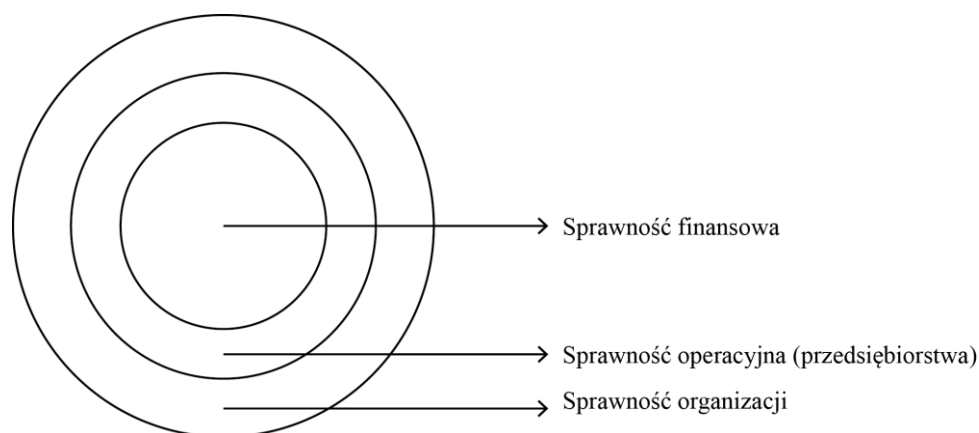 Sprawność finansowa
Sprawność operacyjna (przedsiębiorstwa)
Sprawność organizacji